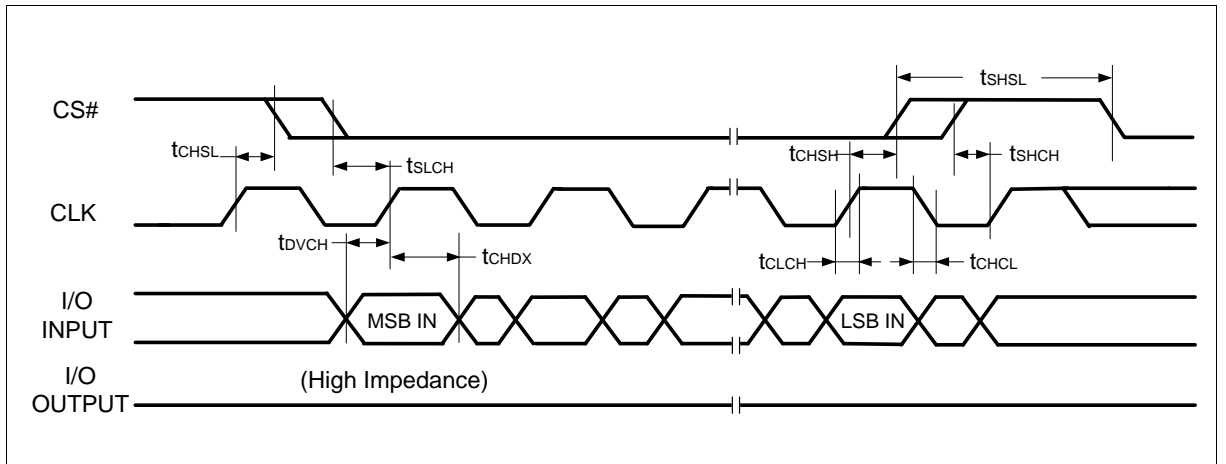 tSHSL
CS#
tCHSL
tSLCH
tCHSH
tSHCH
CLK
tDVCH
tCHDX
tCLCH
tCHCL
I/O
INPUT
MSB IN
LSB IN
I/O
OUTPUT
(High Impedance)